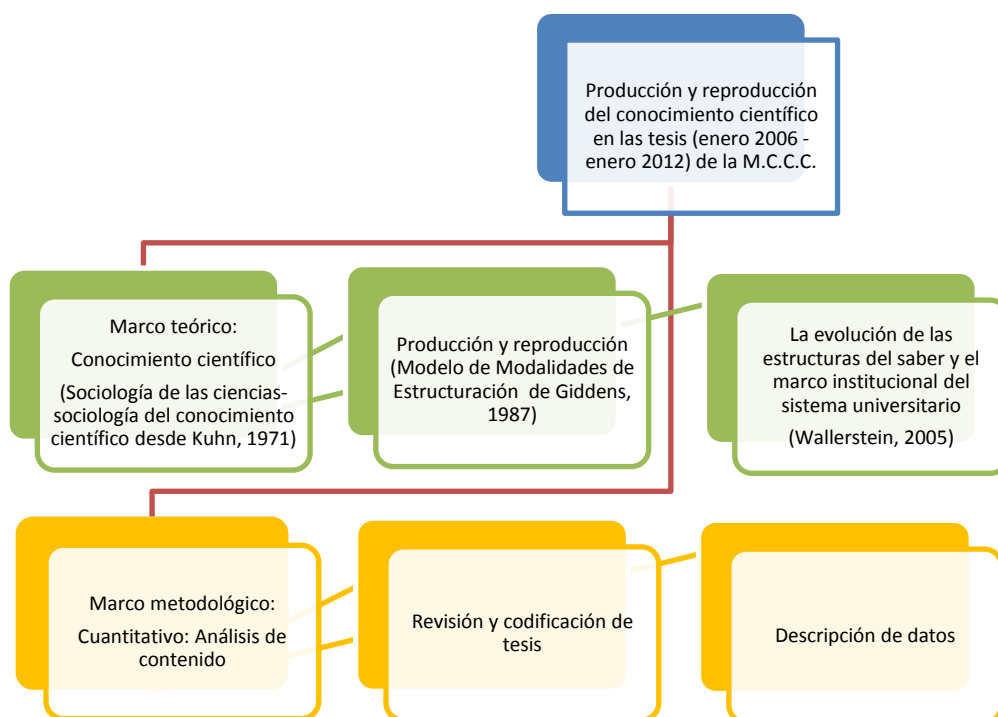 Producción y reproducción
del conocimiento científico
en las tesis (enero 2006 -
enero 2012) de la M.C.C.C.
Marco teórico:
Conocimiento científico
(Sociología de las ciencias-
sociología del conocimiento
científico desde Kuhn, 1971)
Producción y reproducción
(Modelo de Modalidades de
Estructuración de Giddens,
1987)
La evolución de las
estructuras del saber y el
marco institucional del
sistema universitario
(Wallerstein, 2005)
Marco metodológico:
Cuantitativo: Análisis de
contenido
Revisión y codificación de
tesis
Descripción de datos